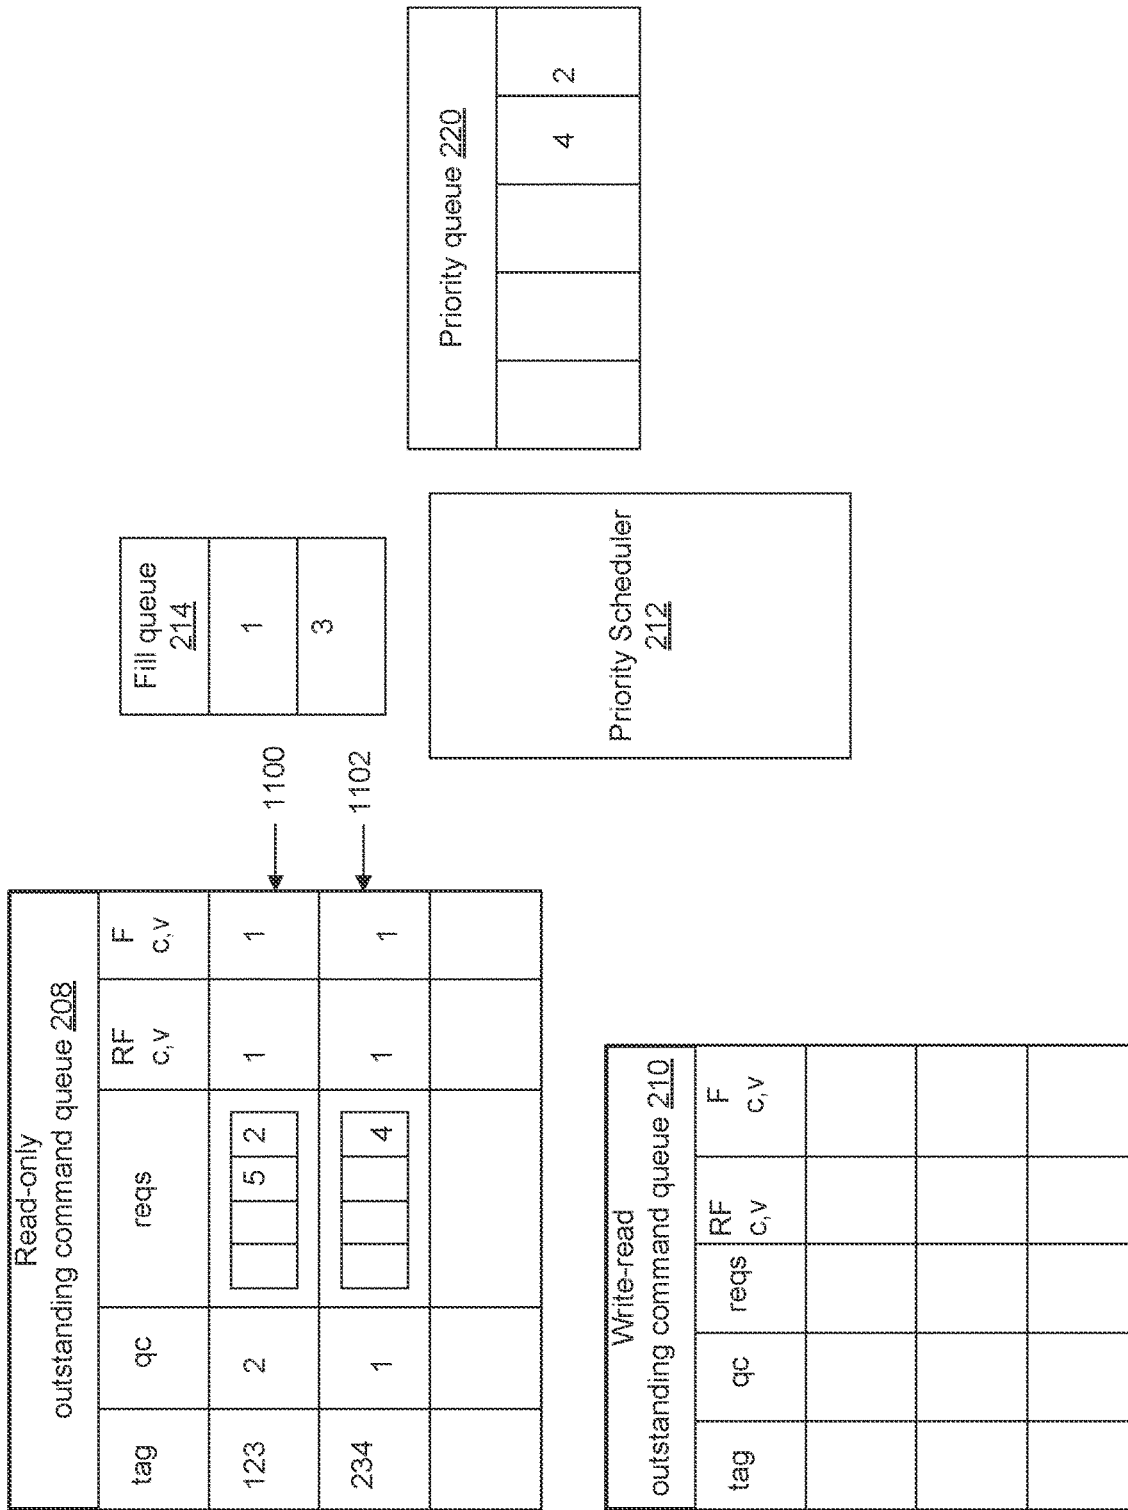 Read-only
outstanding command queue 208
tag qc reqs RF c,v F c,v
123 2 5 2 1 1
234 1 4 1 1
1100
1102
Fill queue
214
1
3
Priority queue 220
4 2
Priority Scheduler
212
Write-read
outstanding command queue 210
tag qc reqs RF c,v F c,v